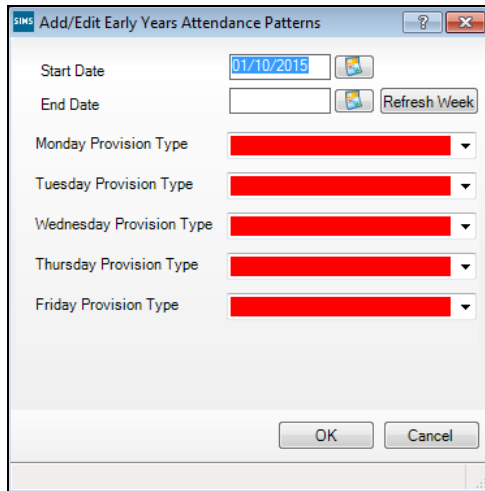 SIMS Add/Edit Early Years Attendance Patterns ?
Start Date 01/10/2015
End Date Refresh Week
Monday Provision Type
Tuesday Provision Type
Wednesday Provision Type
Thursday Provision Type
Friday Provision Type
OK Cancel